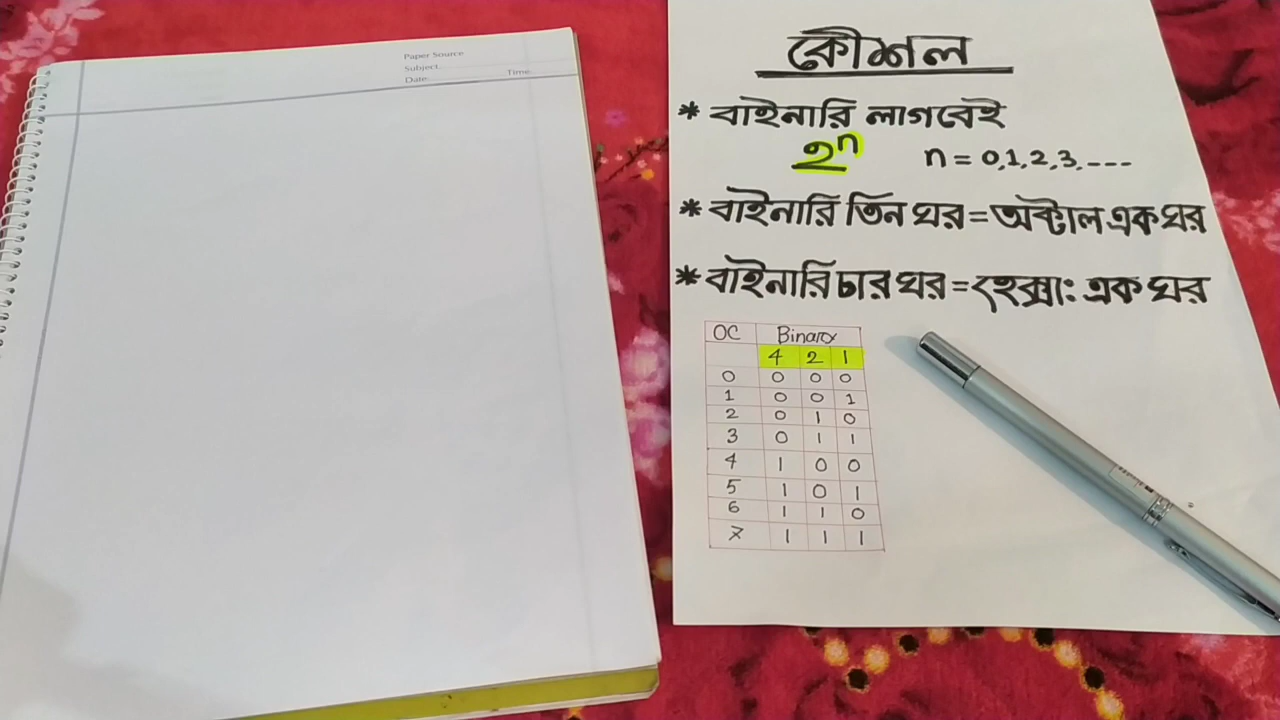 Paper Source
Subject
Date: Time
কৌশল
* বাইনারি লাগবেই
2ⁿ n = 0,1,2,3,----
* বাইনারি তিন ঘর = অক্টাল এক ঘর
* বাইনারি চার ঘর = হেক্সাঃ এক ঘর
OC Binary
4 2 1
0 0 0 0
1 0 0 1
2 0 1 0
3 0 1 1
4 1 0 0
5 1 0 1
6 1 1 0
7 1 1 1